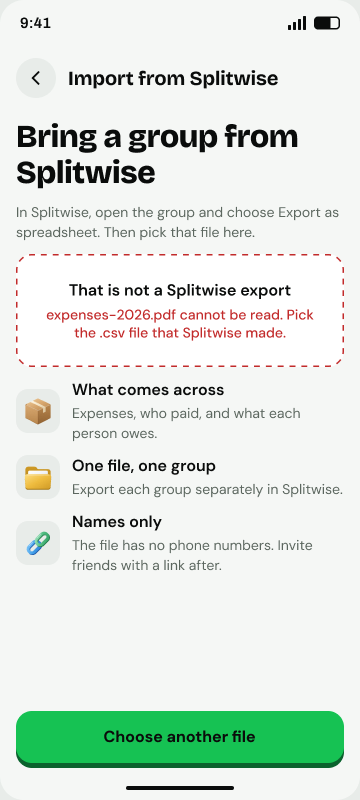 9:41
Import from Splitwise
Bring a group from
Splitwise
In Splitwise, open the group and choose Export as
spreadsheet. Then pick that file here.
That is not a Splitwise export
expenses-2026.pdf cannot be read. Pick
the .csv file that Splitwise made.
What comes across
Expenses, who paid, and what each
person owes.
One file, one group
Export each group separately in Splitwise.
Names only
The file has no phone numbers. Invite
friends with a link after.
Choose another file